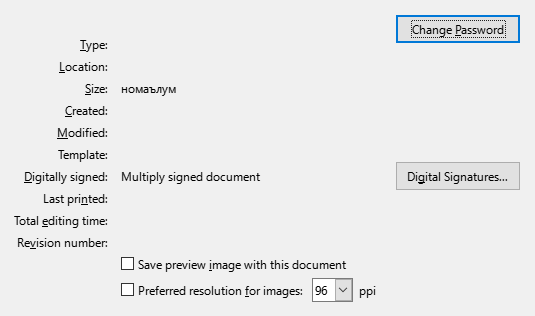 Change Password
Type:
Location:
Size: номаълум
Created:
Modified:
Template:
Digitally signed: Multiply signed document Digital Signatures...
Last printed:
Total editing time:
Revision number:
Save preview image with this document
Preferred resolution for images: 96 ppi